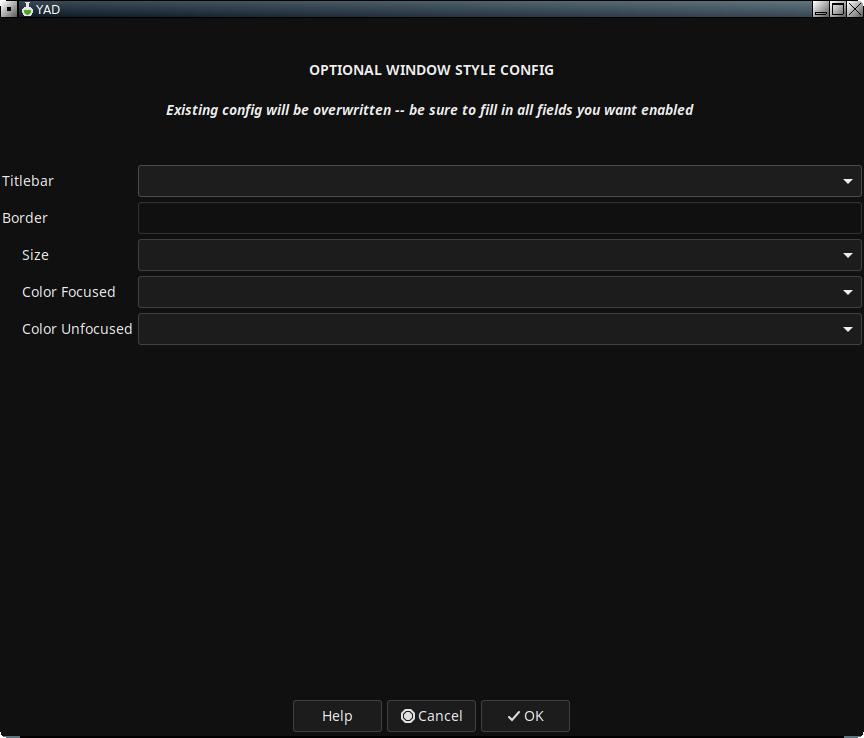 YAD
OPTIONAL WINDOW STYLE CONFIG
Existing config will be overwritten -- be sure to fill in all fields you want enabled
Titlebar
Border
Size
Color Focused
Color Unfocused
Help
Cancel
OK